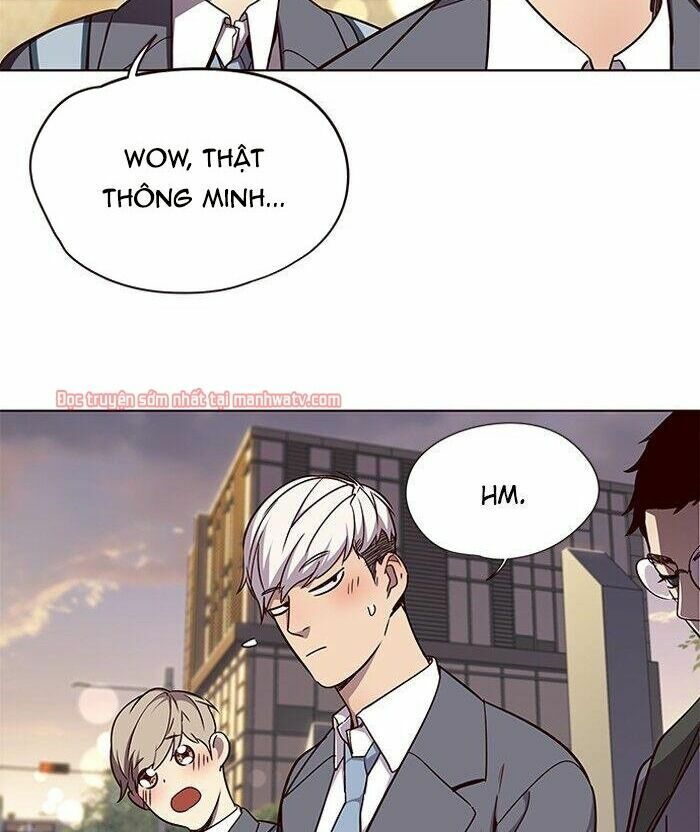 WOW, THẬT
THÔNG MINH...
Đọc truyện sớm nhất tại manhwatv.com
HM.